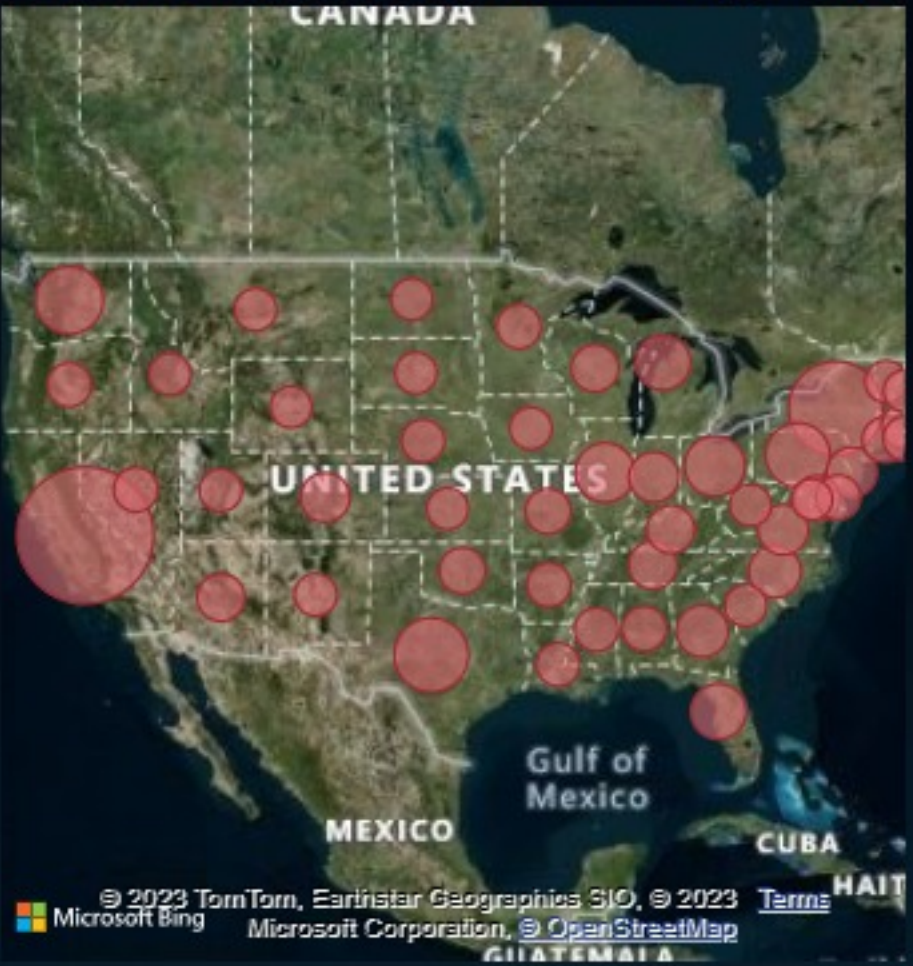 CANADA
UNITED STATES
Gulf of
Mexico
MEXICO
CUBA
HAIT
© 2023 TomTom, Earthstar Geographics SIO, © 2023 Terms
Microsoft Bing
Microsoft Corporation, © OpenStreetMap
GUATEMALA